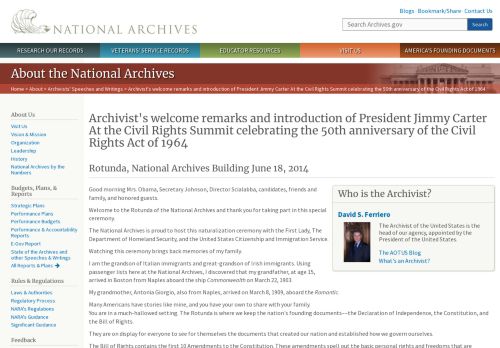 Blogs · Bookmark/Share · Contact Us
NATIONAL ARCHIVES
Search Archives.gov
Search
RESEARCH OUR RECORDS
VETERANS' SERVICE RECORDS
EDUCATOR RESOURCES
VISIT US
AMERICA'S FOUNDING DOCUMENTS
About the National Archives
Home > About > Archivists' Speeches and Writings > Archivist's welcome remarks and introduction of President Jimmy Carter At the Civil Rights Summit celebrating the 50th anniversary of the Civil Rights Act of 1964
About Us
Visit Us
Vision & Mission
Organization
Leadership
History
National Archives by the
Numbers
Budgets, Plans, &
Reports
Strategic Plans
Performance Plans
Performance Budgets
Performance & Accountability
Reports
E-Gov Report
State of the Archives and
other Speeches & Writings
All Reports & Plans
Rules & Regulations
Laws & Authorities
Regulatory Process
NARA's Regulations
NARA's Guidance
Significant Guidance
Feedback
Archivist's welcome remarks and introduction of President Jimmy Carter
At the Civil Rights Summit celebrating the 50th anniversary of the Civil
Rights Act of 1964
Rotunda, National Archives Building June 18, 2014
Good morning Mrs. Obama, Secretary Johnson, Director Scialabba, candidates, friends and
family, and honored guests.
Welcome to the Rotunda of the National Archives and thank you for taking part in this special
ceremony.
The National Archives is proud to host this naturalization ceremony with the First Lady, The
Department of Homeland Security, and the United States Citizenship and Immigration Service.
Watching this ceremony brings back memories of my family.
I am the grandson of Italian immigrants and great-grandson of Irish immigrants. Using
passenger lists here at the National Archives, I discovered that my grandfather, at age 15,
arrived in Boston from Naples aboard the ship Commonwealth on March 22, 1903.
My grandmother, Antonia Giorgio, also from Naples, arrived on March 8, 1909, aboard the Romantic
Many Americans have stories like mine, and you have your own to share with your family.
You are in a much-hallowed setting. The Rotunda is where we keep the nation's founding documents---the Declaration of Independence, the Constitution, and
the Bill of Rights.
They are on display for everyone to see for themselves the documents that created our nation and established how we govern ourselves.
The Bill of Rights contains the first 10 Amendments to the Constitution. These amendments spell out the basic personal rights and freedoms that are
Who is the Archivist?
David S. Ferriero
The Archivist of the United States is the
head of our agency, appointed by the
President of the United States
The AOTUS Blog
What's an Archivist?